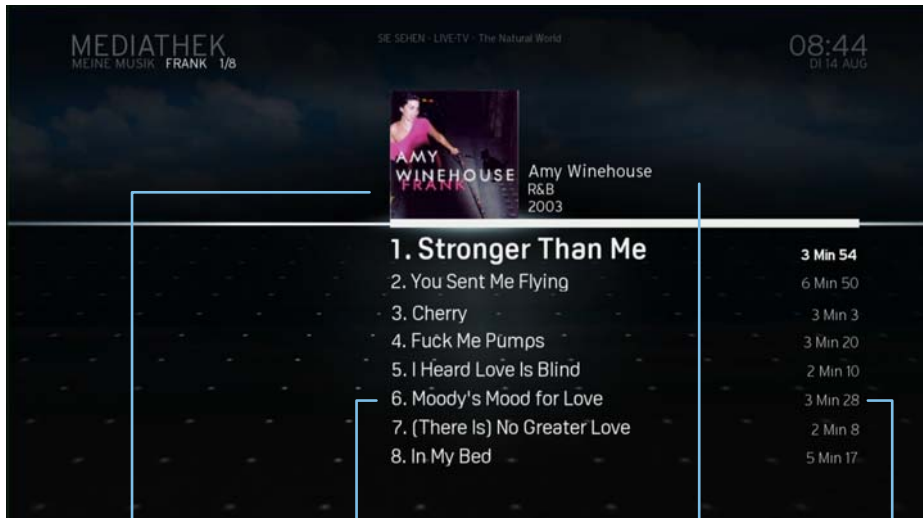 MEDIATHEK
MEINE MUSIK FRANK 1/8
SIE SEHEN - LIVE-TV - The Natural World
08:44
DI 14 AUG
AMY
WINEHOUSE
FRANK
Amy Winehouse
R&B
2003
1. Stronger Than Me 3 Min 54
2. You Sent Me Flying 6 Min 50
3. Cherry 3 Min 3
4. Fuck Me Pumps 3 Min 20
5. I Heard Love Is Blind 2 Min 10
6. Moody's Mood for Love 3 Min 28
7. (There Is) No Greater Love 2 Min 8
8. In My Bed 5 Min 17